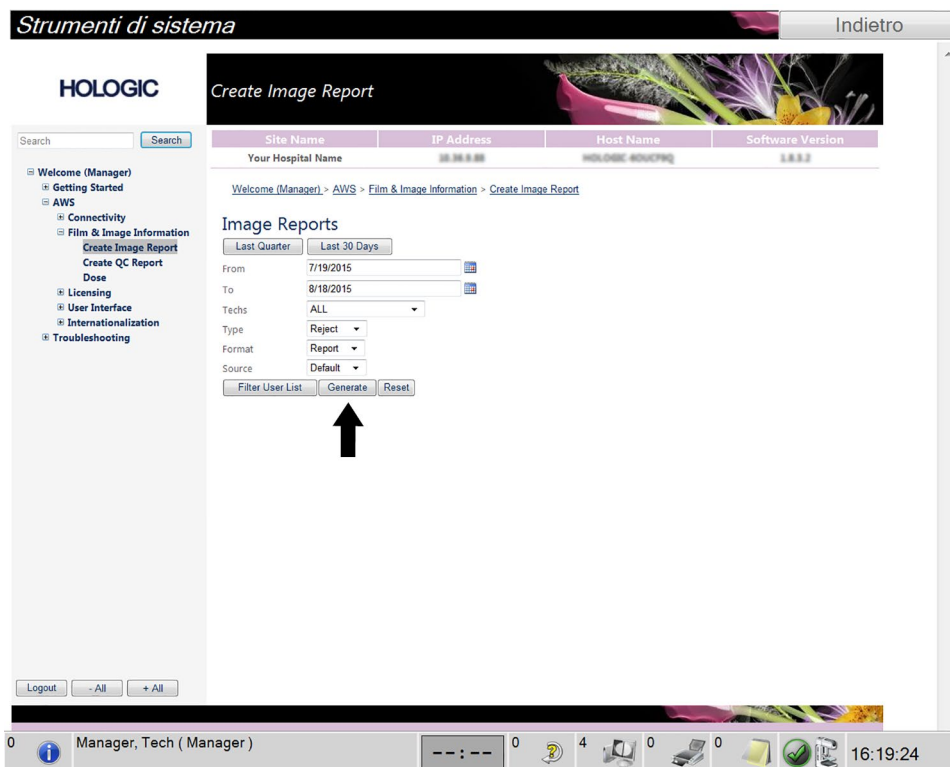 Strumenti di sistema
Indietro
HOLOGIC
Create Image Report
Search
Search
Site Name IP Address Host Name Software Version
Your Hospital Name
Welcome (Manager)
Getting Started
AWS
Connectivity
Film & Image Information
Create Image Report
Create QC Report
Dose
Licensing
User Interface
Internationalization
Troubleshooting
Welcome (Manager) > AWS > Film & Image Information > Create Image Report
Image Reports
Last Quarter Last 30 Days
From 7/19/2015
To 8/18/2015
Techs ALL
Type Reject
Format Report
Source Default
Filter User List Generate Reset
Logout - All + All
0 Manager, Tech ( Manager ) --:-- 0 4 0 0 16:19:24